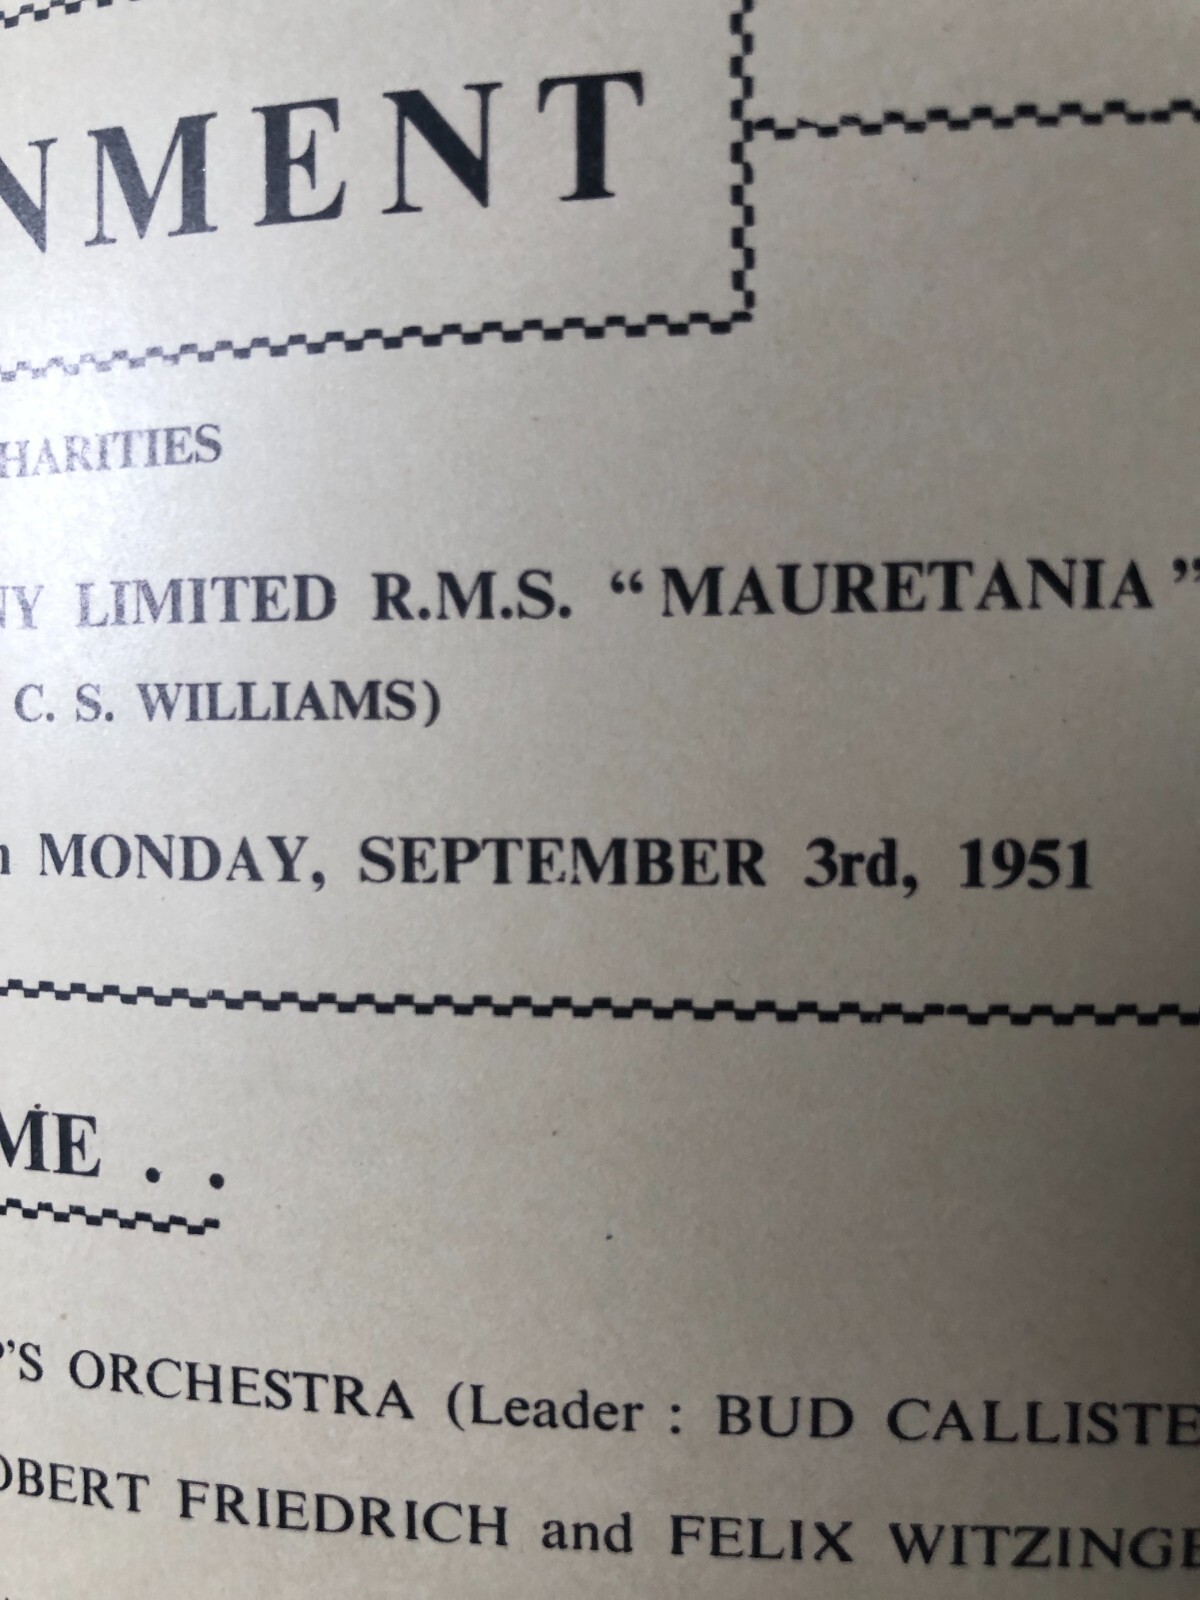 NMENT
HARITIES
NY LIMITED R.M.S. “MAURETANIA”
C. S. WILLIAMS)
MONDAY, SEPTEMBER 3rd, 1951
ME . .
'S ORCHESTRA (Leader : BUD CALLISTE
OBERT FRIEDRICH and FELIX WITZINGE